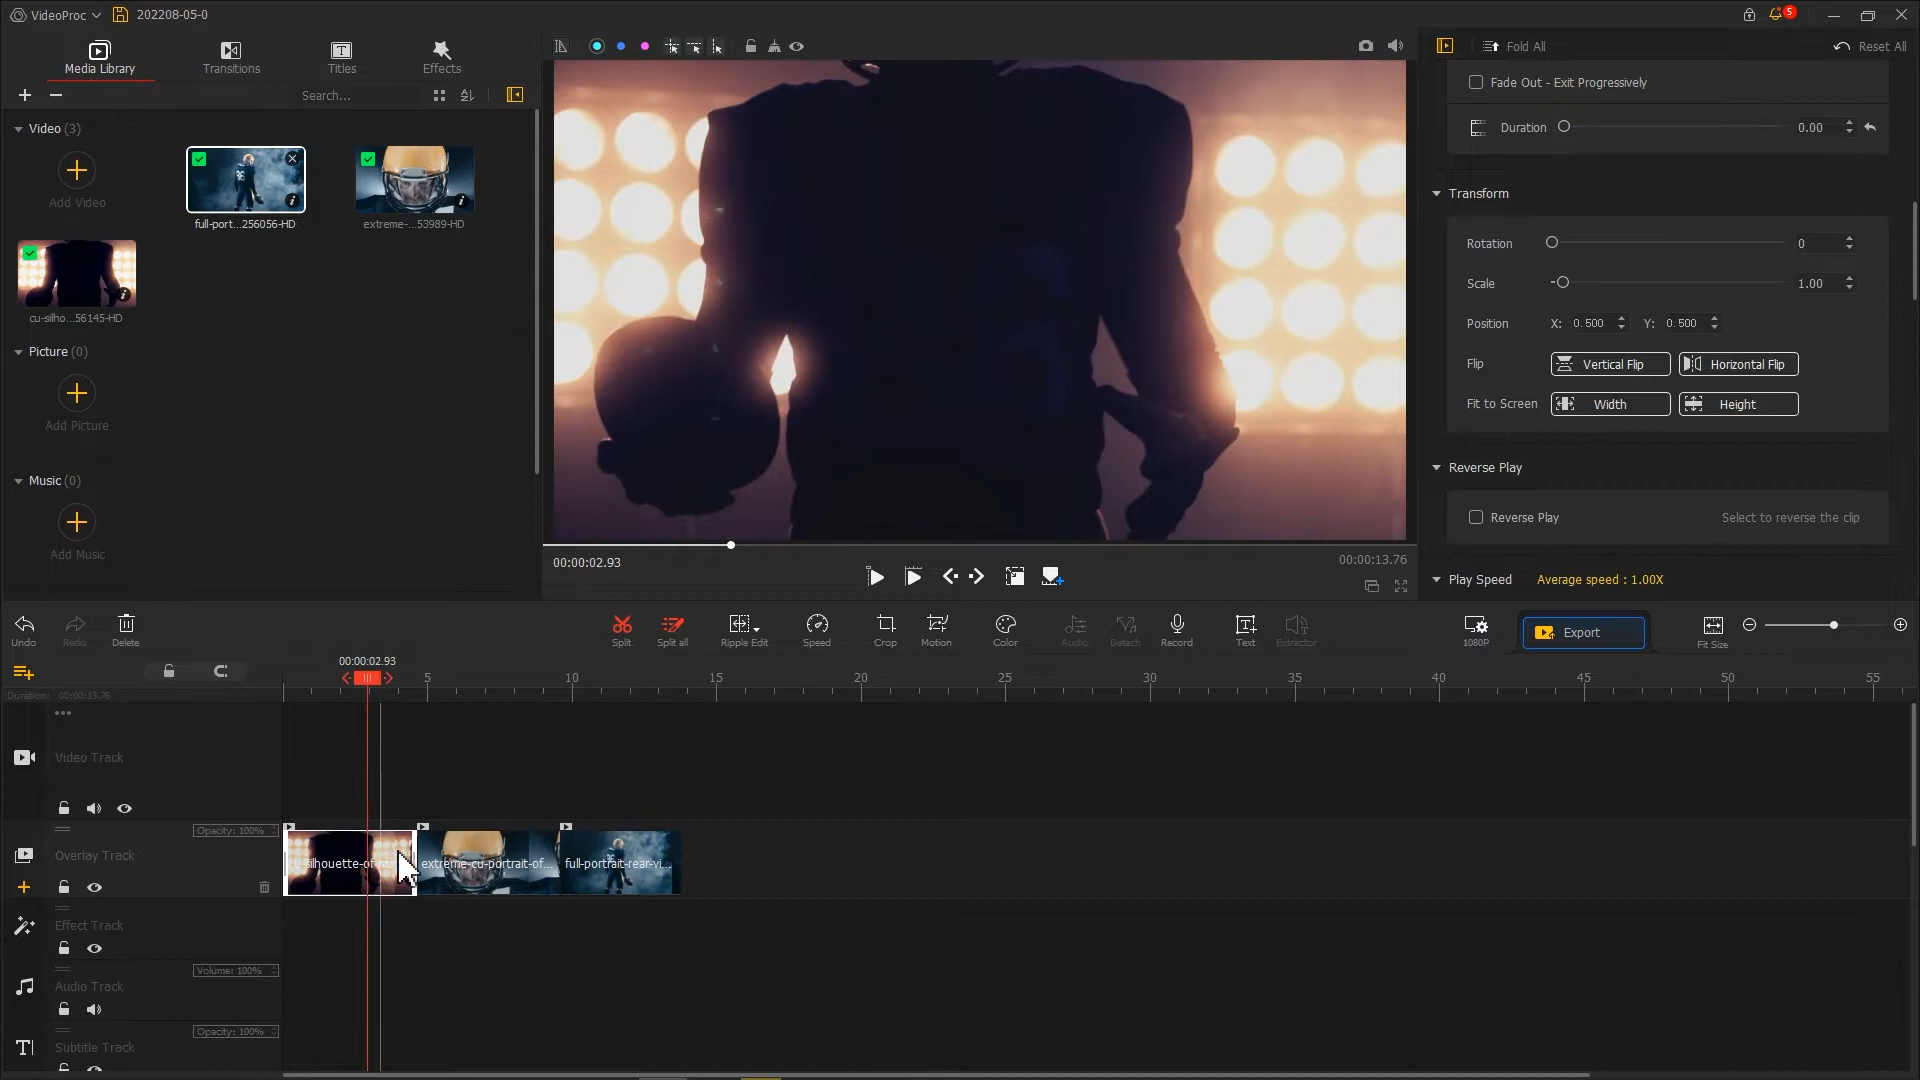 VideoProc
202208-05-0
5
Media Library
Transitions
Titles
Effects
Search...
Fold All
Reset All
Video (3)
Add Video
full-port...256056-HD
extreme-...53989-HD
cu-silho...56145-HD
Picture (0)
Add Picture
Music (0)
Add Music
00:00:02.93
00:00:13.76
Fade Out - Exit Progressively
Duration
0.00
Transform
Rotation
0
Scale
1.00
Position
X: 0.500
Y: 0.500
Flip
Vertical Flip
Horizontal Flip
Fit to Screen
Width
Height
Reverse Play
Reverse Play
Select to reverse the clip
Play Speed
Average speed : 1.00X
Undo
Redo
Delete
Split
Split all
Ripple Edit
Speed
Crop
Motion
Color
Audio
Detach
Record
Text
Extractor
1080P
Export
Fit Size
00:00:02.93
5 10 15 20 25 30 35 40 45 50 55
Duration: 00:00:13.76
Video Track
Opacity: 100%
Overlay Track
extreme-cu-portrait-of...
full-portrait-rear-vi...
Effect Track
Volume: 100%
Audio Track
Opacity: 100%
Subtitle Track